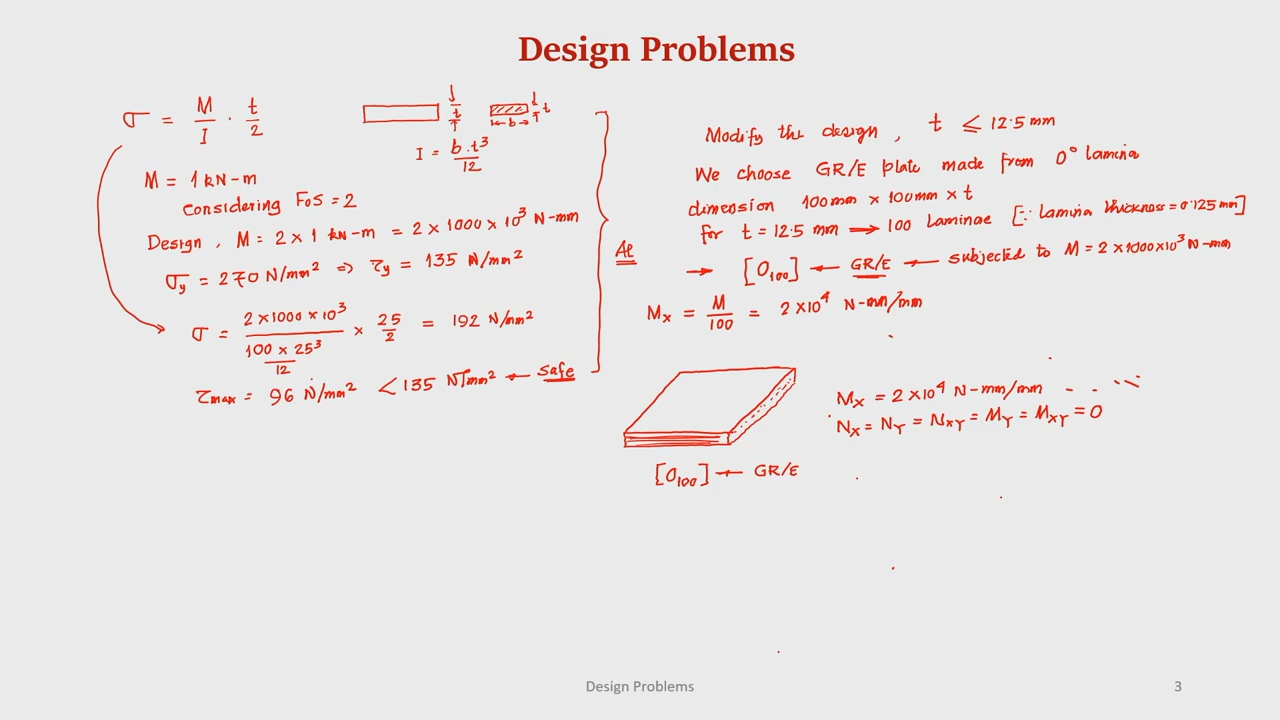 Design Problems
σ = M/I · t/2
t
b t
I = b·t³/12
M = 1 kN-m
Considering FoS = 2
Design, M = 2 × 1 kN-m = 2 × 1000 × 10³ N-mm
σy = 270 N/mm² ⇒ τy = 135 N/mm²
σ = (2×1000×10³)/(100×25³/12) × 25/2 = 192 N/mm²
τmax = 96 N/mm² < 135 N/mm² ← safe
Al
Modify the design, t ≤ 12.5 mm
We choose GR/E plate made from 0° lamina
dimension 100mm × 100mm × t
for t = 12.5 mm → 100 Laminae [∵ lamina thickness = 0.125 mm]
→ [0₁₀₀] ← GR/E ← subjected to M = 2×1000×10³ N-mm
Mx = M/100 = 2×10⁴ N-mm/mm
Mx = 2×10⁴ N-mm/mm
Nx = Ny = Nxy = My = Mxy = 0
[0₁₀₀] ← GR/E
Design Problems
3